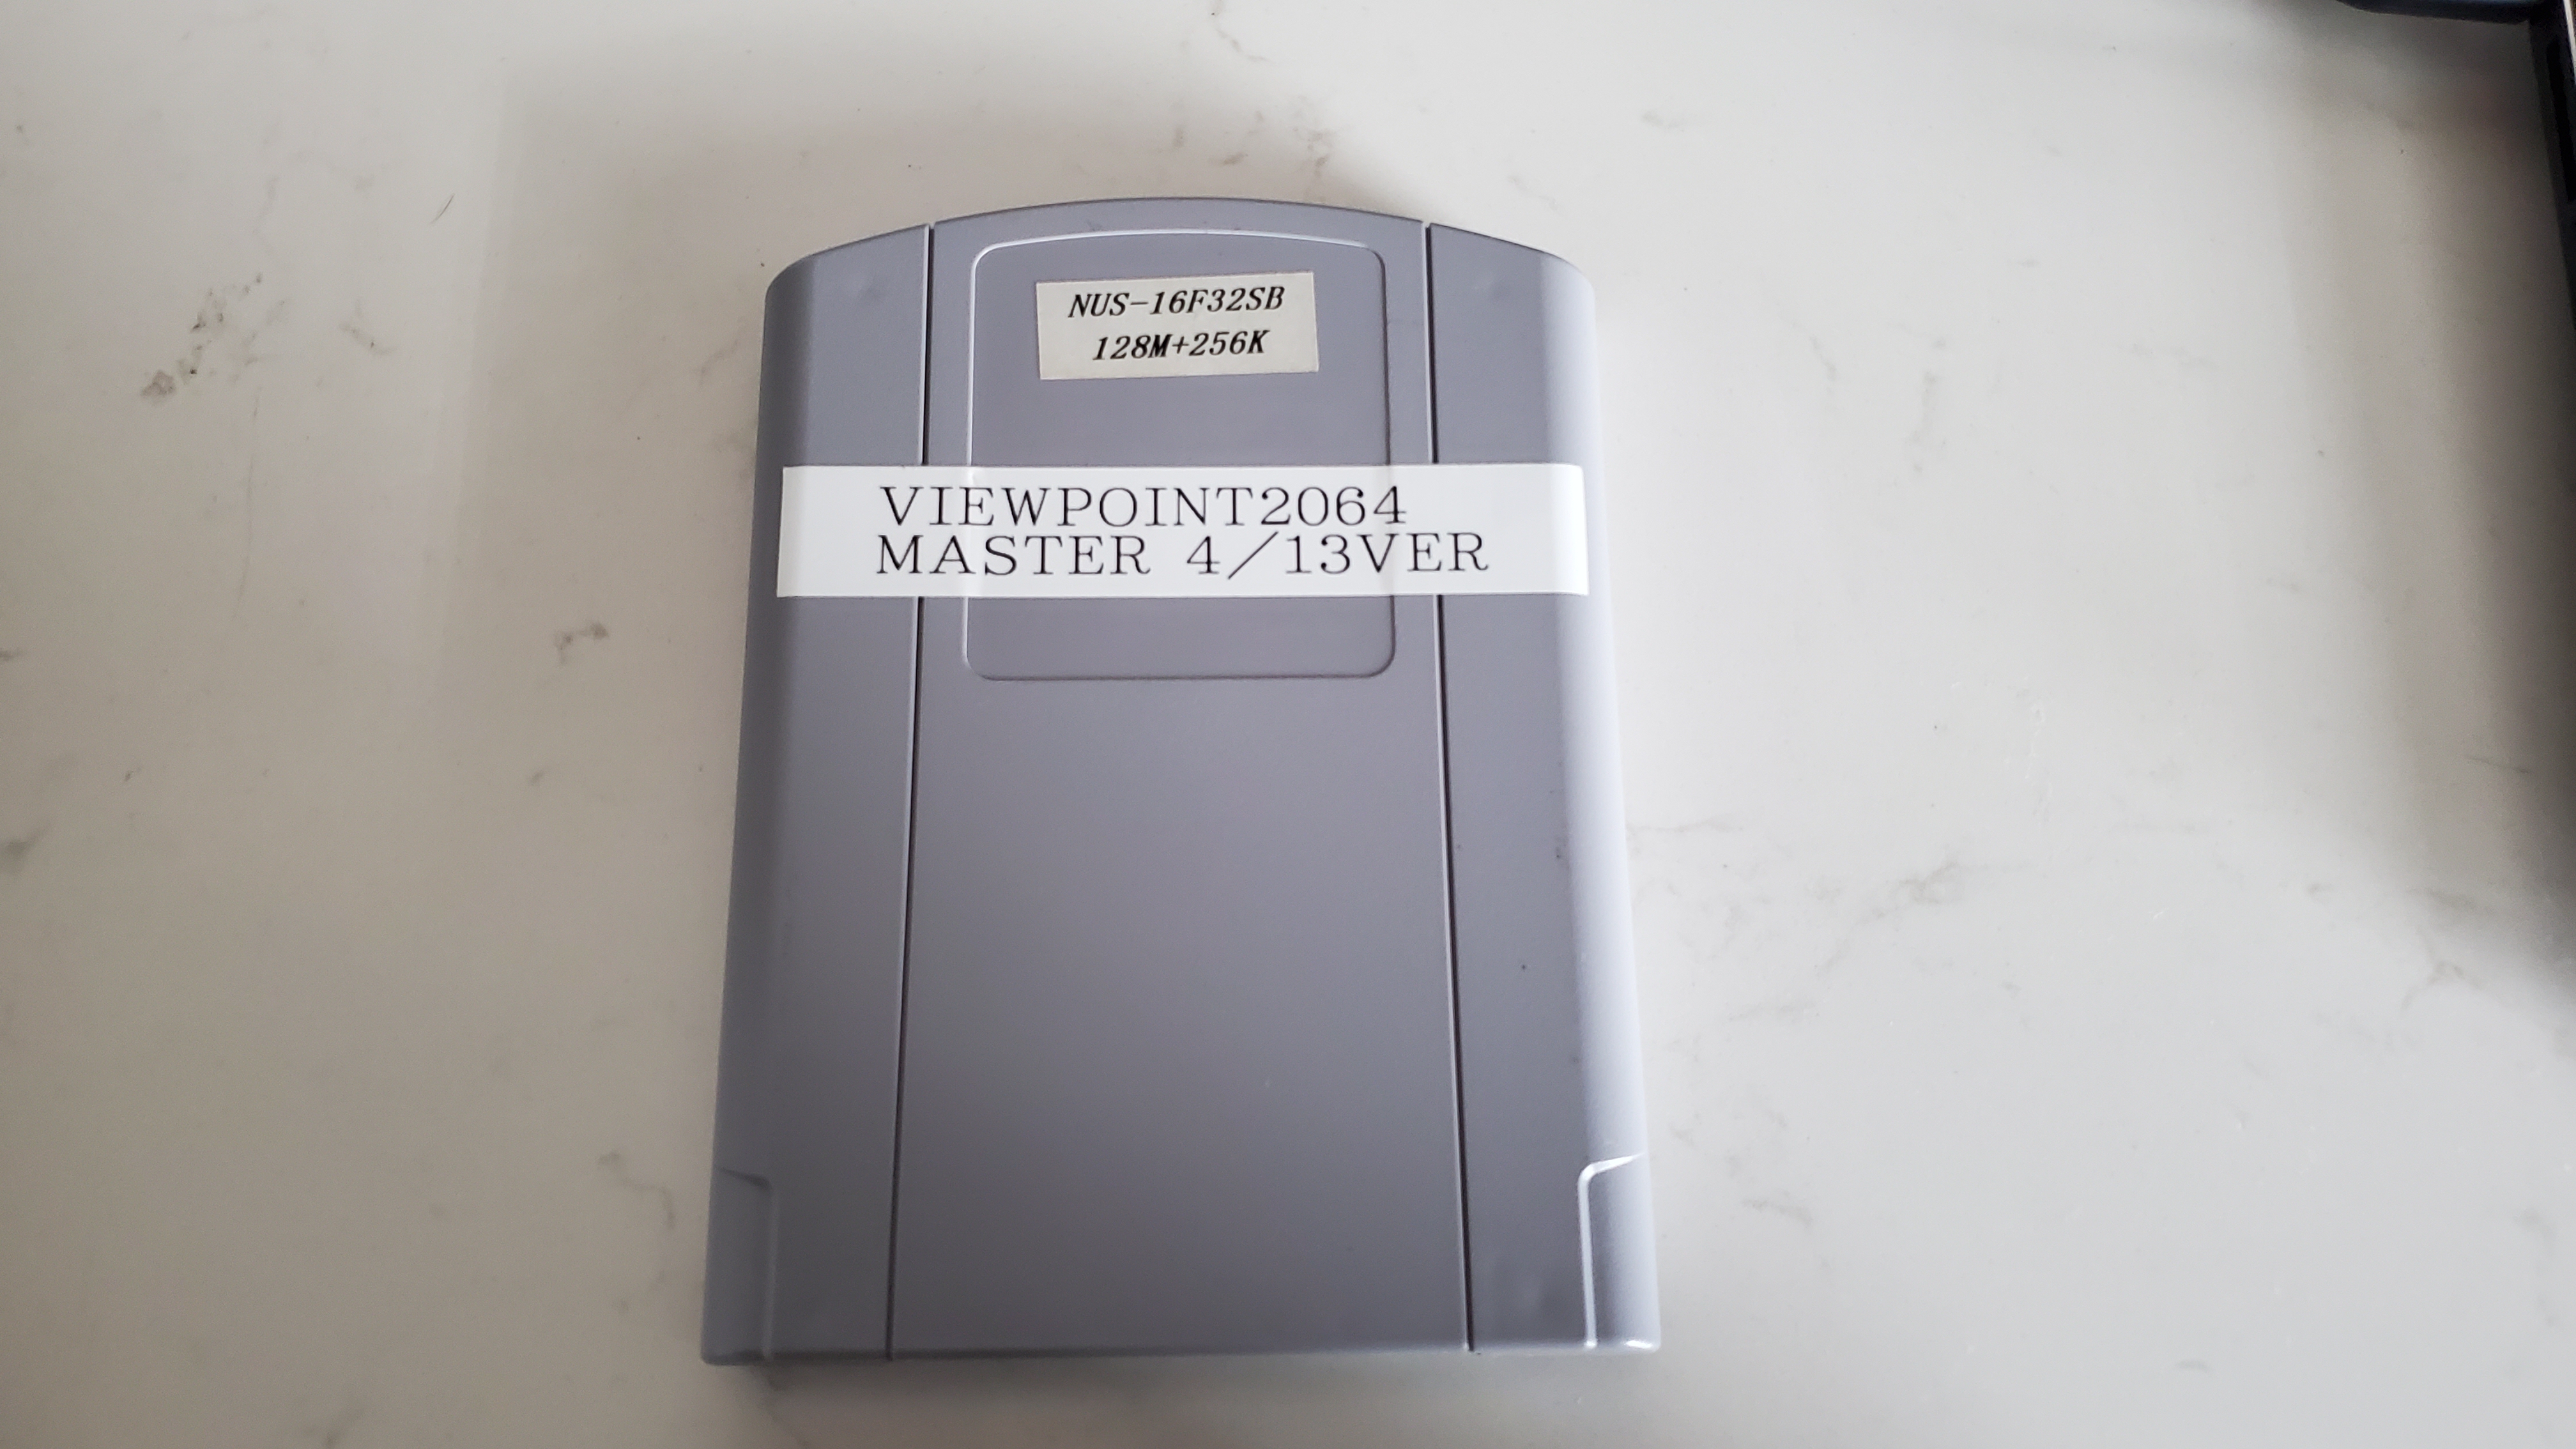 NUS-16F32SB
128M+256K
VIEWPOINT2064
MASTER 4/13VER